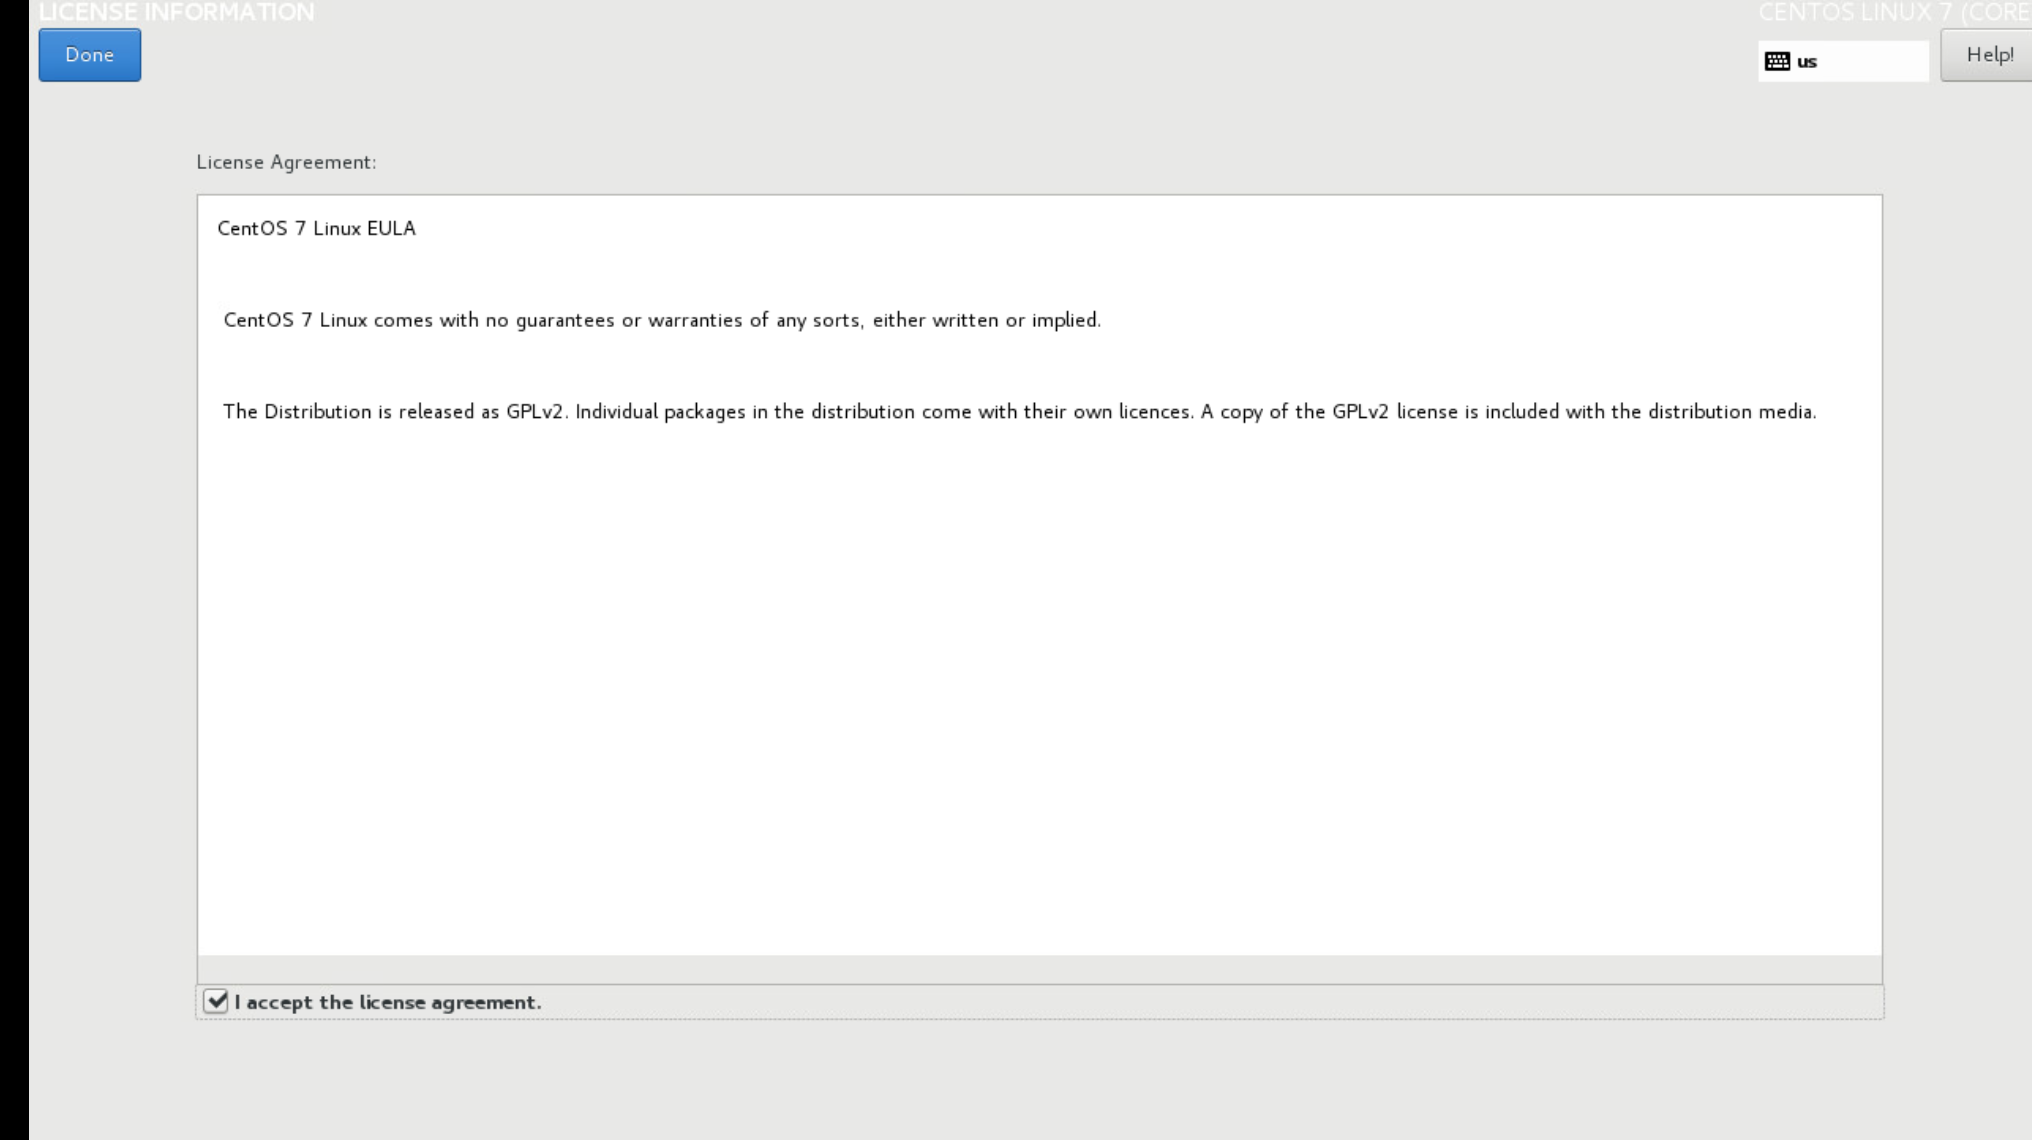 LICENSE INFORMATION
CENTOS LINUX 7 (CORE
Done
us
Help!
License Agreement:
CentOS 7 Linux EULA
CentOS 7 Linux comes with no guarantees or warranties of any sorts, either written or implied.
The Distribution is released as GPLv2. Individual packages in the distribution come with their own licences. A copy of the GPLv2 license is included with the distribution media.
I accept the license agreement.